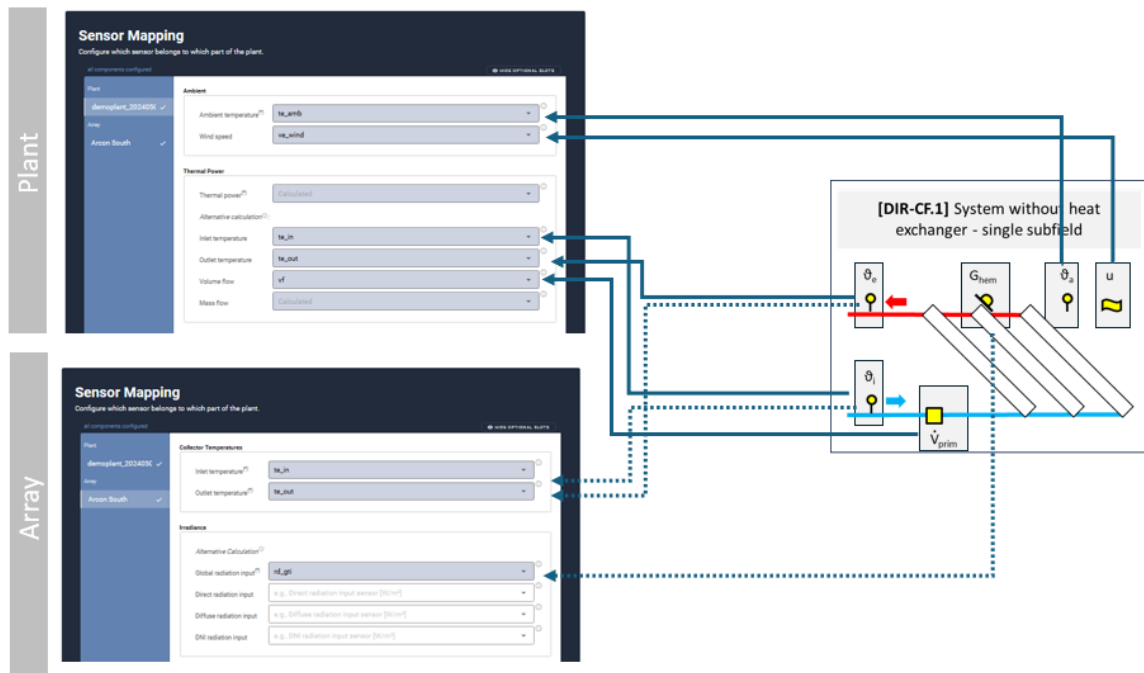 Plant
Sensor Mapping
Configure which sensor belongs to which part of the plant.
all components configured
HIDE OPTIONAL SLOTS
Plant
demoplant_2024050
Array
Arcon South
Ambient
Ambient temperature[*]
te_amb
Wind speed
ve_wind
Thermal Power
Thermal power[*]
Calculated
Alternative calculation
Inlet temperature
te_in
Outlet temperature
te_out
Volume flow
vf
Mass flow
Calculated
[DIR-CF.1] System without heat
exchanger - single subfield
ϑe
Ghem
ϑa
u
ϑi
V̇prim
Array
Sensor Mapping
Configure which sensor belongs to which part of the plant.
all components configured
HIDE OPTIONAL SLOTS
Plant
demoplant_202405(
Array
Arcon South
Collector Temperatures
Inlet temperature[*]
te_in
Outlet temperature[*]
te_out
Irradiance
Alternative Calculation
Global radiation input[*]
rd_gti
Direct radiation input
e.g., Direct radiation input sensor [W/m²]
Diffuse radiation input
e.g., Diffuse radiation input sensor [W/m²]
DNI radiation input
e.g., DNI radiation input sensor [W/m²]